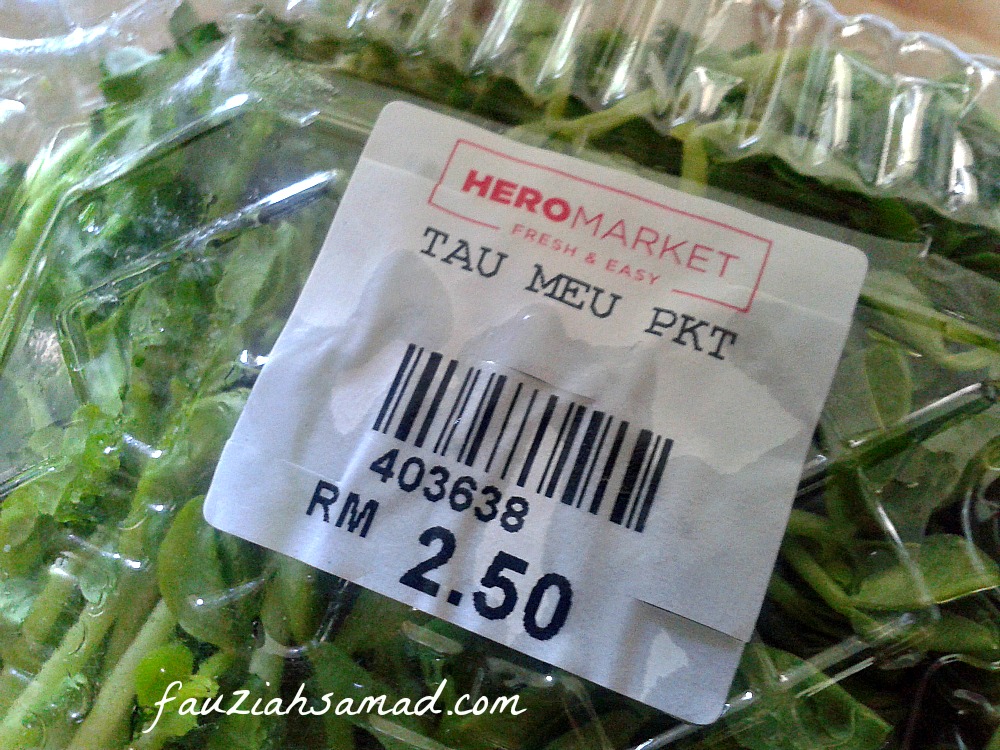 HEROMARKET
FRESH & EASY
TAU MEU PKT
403638
RM 2.50
fauziahsamad.com